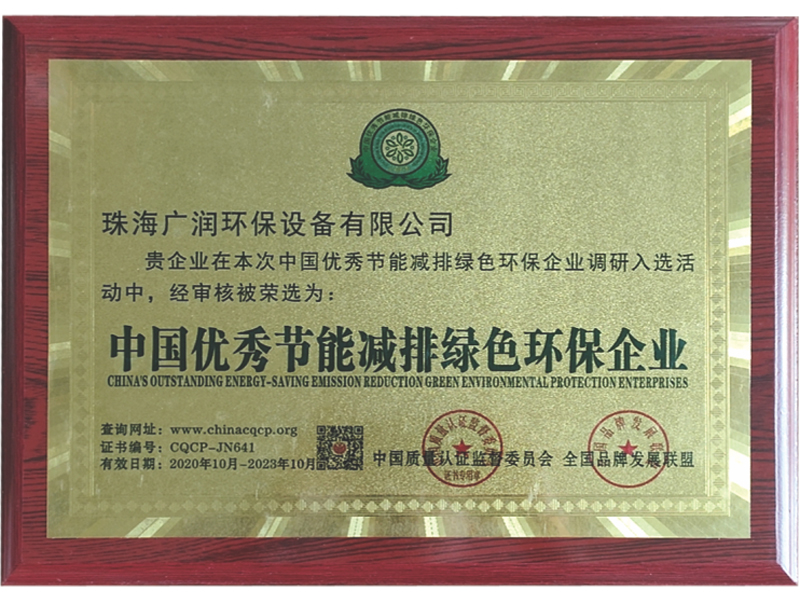 珠海广润环保设备有限公司
贵企业在本次中国优秀节能减排绿色环保企业调研入选活
动中，经审核被荣选为：
中国优秀节能减排绿色环保企业
CHINA'S OUTSTANDING ENERGY-SAVING EMISSION REDUCTION GREEN ENVIRONMENTAL PROTECTION ENTERPRISES
查询网址：www.chinacqcp.org
证书编号：CQCP-JN641
有效日期：2020年10月-2023年10月
中国质量认证监督委员会 全国品牌发展联盟
证书专用章